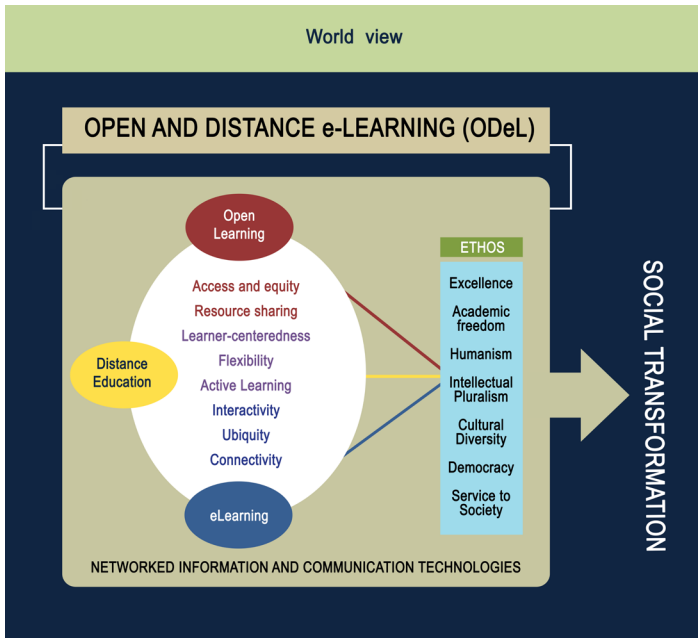 World view
OPEN AND DISTANCE e-LEARNING (ODeL)
Open
Learning
Access and equity
Resource sharing
Learner-centeredness
Flexibility
Active Learning
Interactivity
Ubiquity
Connectivity
Distance
Education
eLearning
ETHOS
Excellence
Academic
freedom
Humanism
Intellectual
Pluralism
Cultural
Diversity
Democracy
Service to
Society
NETWORKED INFORMATION AND COMMUNICATION TECHNOLOGIES
SOCIAL TRANSFORMATION